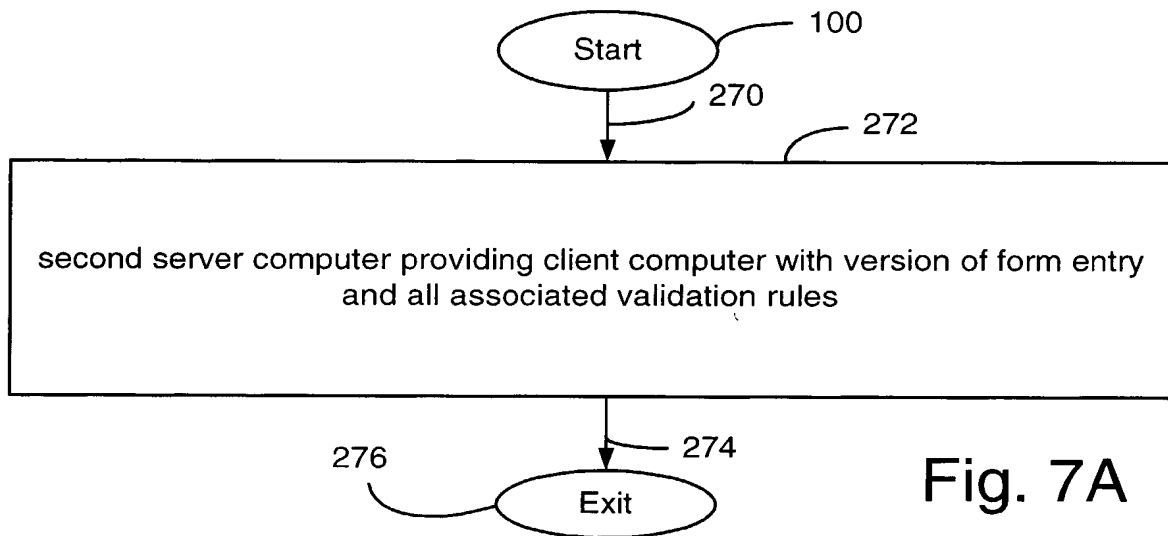 Start
100
270
272
second server computer providing client computer with version of form entry
and all associated validation rules
274
276
Exit
Fig. 7A